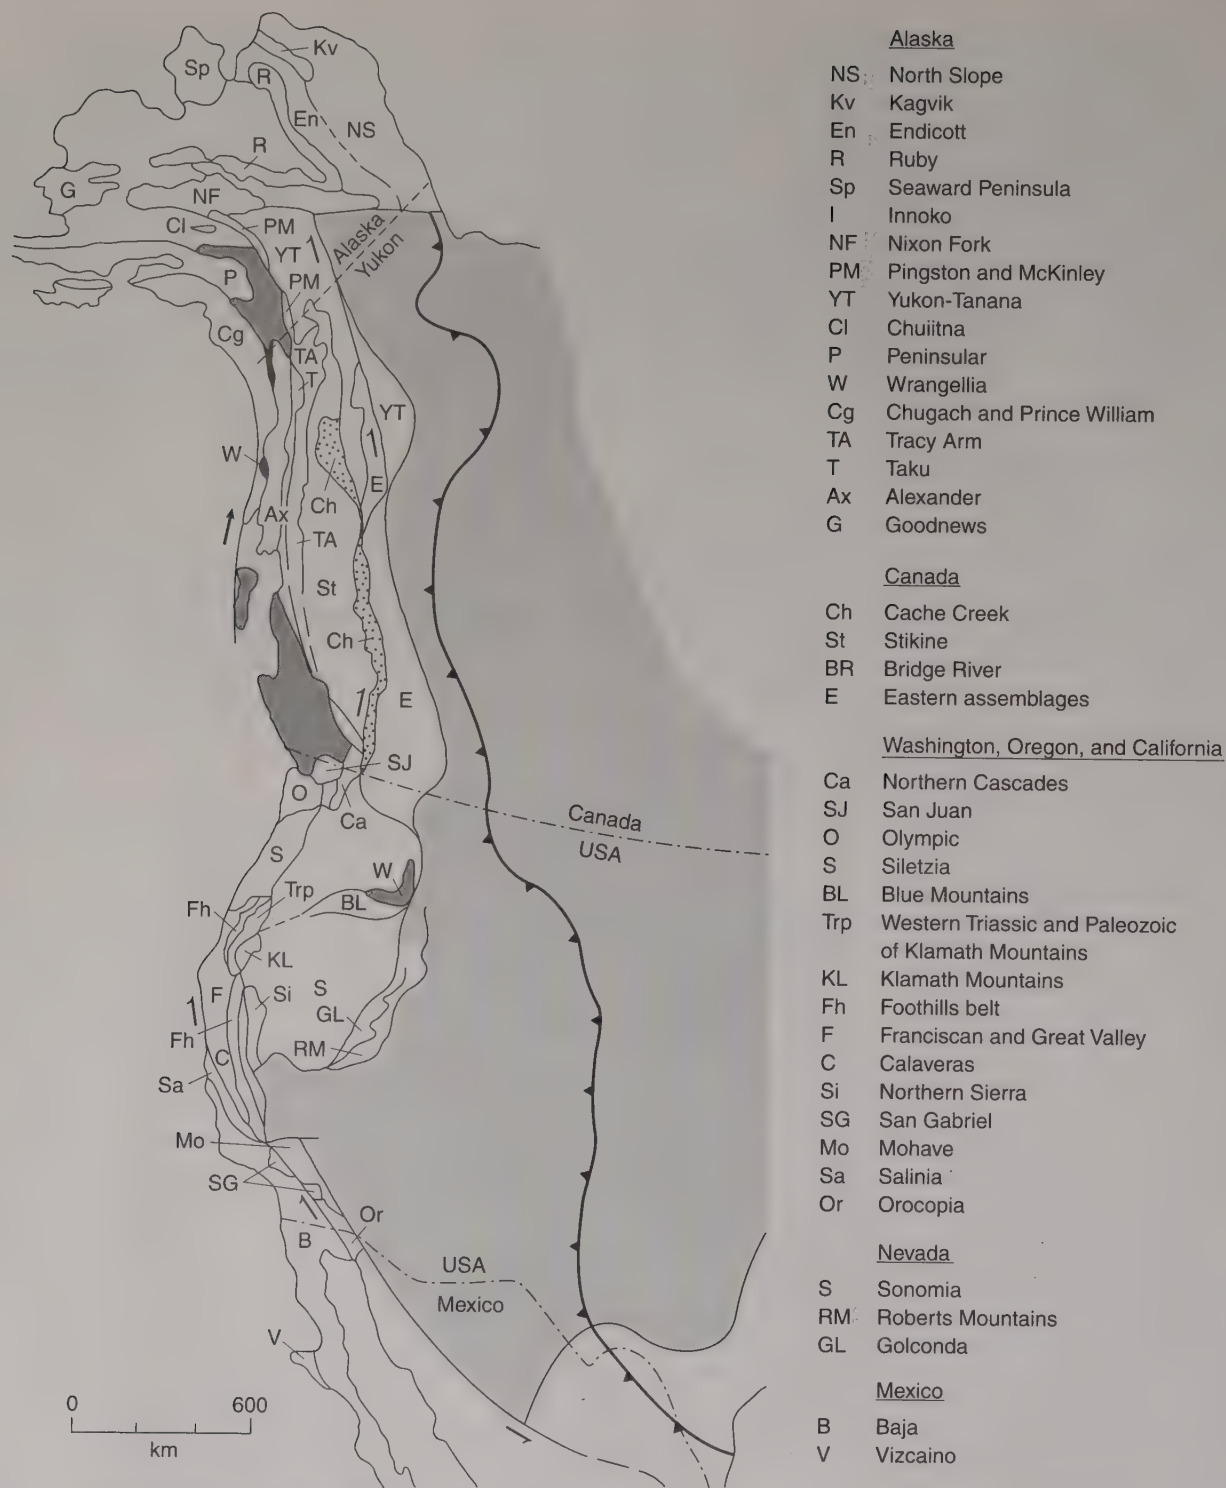 Kv
Sp
R
En
NS
R
G
NF
Cl
PM
YT
Alaska
Yukon
P
PM
Cg
TA
T
YT
W
E
Ch
Ax
TA
St
Ch
E
SJ
O
Ca
Canada
USA
S
W
Trp
BL
Fh
KL
F
Si
S
GL
Fh
RM
C
Sa
Mo
SG
Or
B
USA
Mexico
V
0 600
km
Alaska
NS North Slope
Kv Kagvik
En Endicott
R Ruby
Sp Seaward Peninsula
I Innoko
NF Nixon Fork
PM Pingston and McKinley
YT Yukon-Tanana
Cl Chuiitna
P Peninsular
W Wrangellia
Cg Chugach and Prince William
TA Tracy Arm
T Taku
Ax Alexander
G Goodnews
Canada
Ch Cache Creek
St Stikine
BR Bridge River
E Eastern assemblages
Washington, Oregon, and California
Ca Northern Cascades
SJ San Juan
O Olympic
S Siletzia
BL Blue Mountains
Trp Western Triassic and Paleozoic
of Klamath Mountains
KL Klamath Mountains
Fh Foothills belt
F Franciscan and Great Valley
C Calaveras
Si Northern Sierra
SG San Gabriel
Mo Mohave
Sa Salinia
Or Orocopia
Nevada
S Sonomia
RM Roberts Mountains
GL Golconda
Mexico
B Baja
V Vizcaino